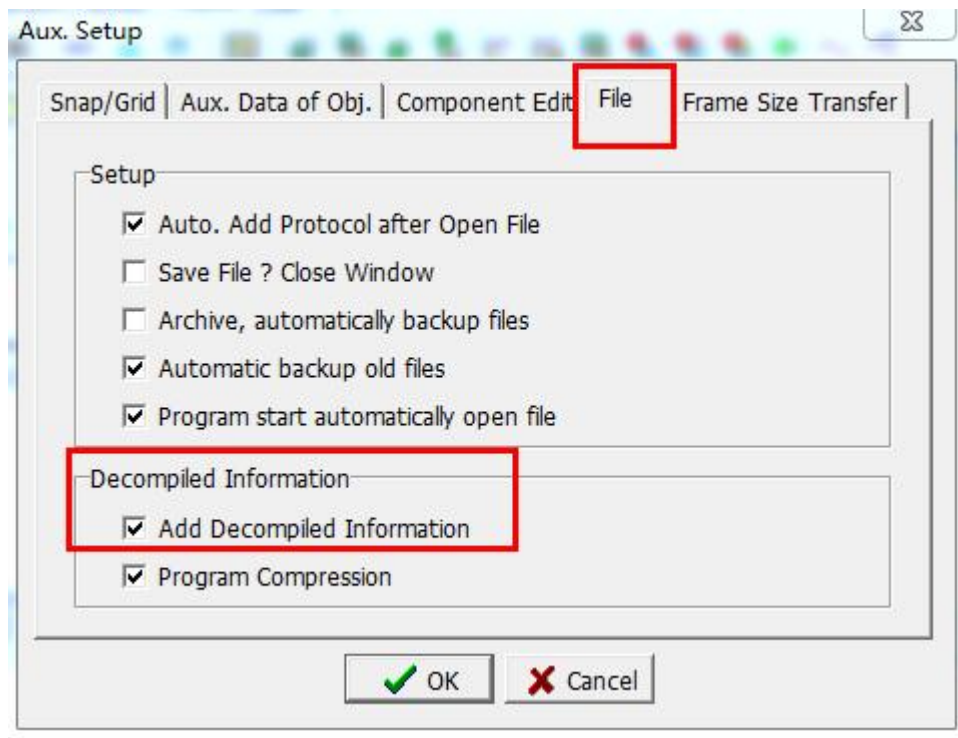 Aux. Setup
Snap/Grid Aux. Data of Obj. Component Edit File Frame Size Transfer
Setup
Auto. Add Protocol after Open File
Save File ? Close Window
Archive, automatically backup files
Automatic backup old files
Program start automatically open file
Decompiled Information
Add Decompiled Information
Program Compression
OK Cancel